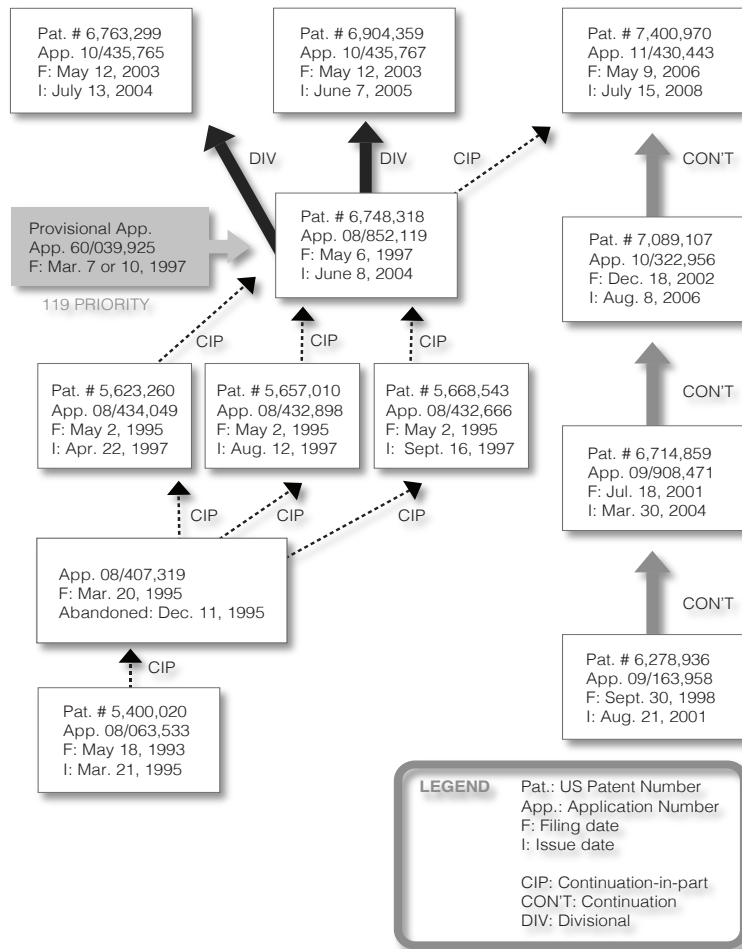 Pat. # 6,763,299
App. 10/435,765
F: May 12, 2003
I: July 13, 2004
Pat. # 6,904,359
App. 10/435,767
F: May 12, 2003
I: June 7, 2005
Pat. # 7,400,970
App. 11/430,443
F: May 9, 2006
I: July 15, 2008
DIV
DIV
CIP
CON'T
Provisional App.
App. 60/039,925
F: Mar. 7 or 10, 1997
119 PRIORITY
Pat. # 6,748,318
App. 08/852,119
F: May 6, 1997
I: June 8, 2004
Pat. # 7,089,107
App. 10/322,956
F: Dec. 18, 2002
I: Aug. 8, 2006
CIP
CIP
CIP
CON'T
Pat. # 5,623,260
App. 08/434,049
F: May 2, 1995
I: Apr. 22, 1997
Pat. # 5,657,010
App. 08/432,898
F: May 2, 1995
I: Aug. 12, 1997
Pat. # 5,668,543
App. 08/432,666
F: May 2, 1995
I: Sept. 16, 1997
Pat. # 6,714,859
App. 09/908,471
F: Jul. 18, 2001
I: Mar. 30, 2004
CIP
CIP
CIP
App. 08/407,319
F: Mar. 20, 1995
Abandoned: Dec. 11, 1995
CON'T
CIP
Pat. # 5,400,020
App. 08/063,533
F: May 18, 1993
I: Mar. 21, 1995
Pat. # 6,278,936
App. 09/163,958
F: Sept. 30, 1998
I: Aug. 21, 2001
LEGEND
Pat.: US Patent Number
App.: Application Number
F: Filing date
I: Issue date
CIP: Continuation-in-part
CON'T: Continuation
DIV: Divisional